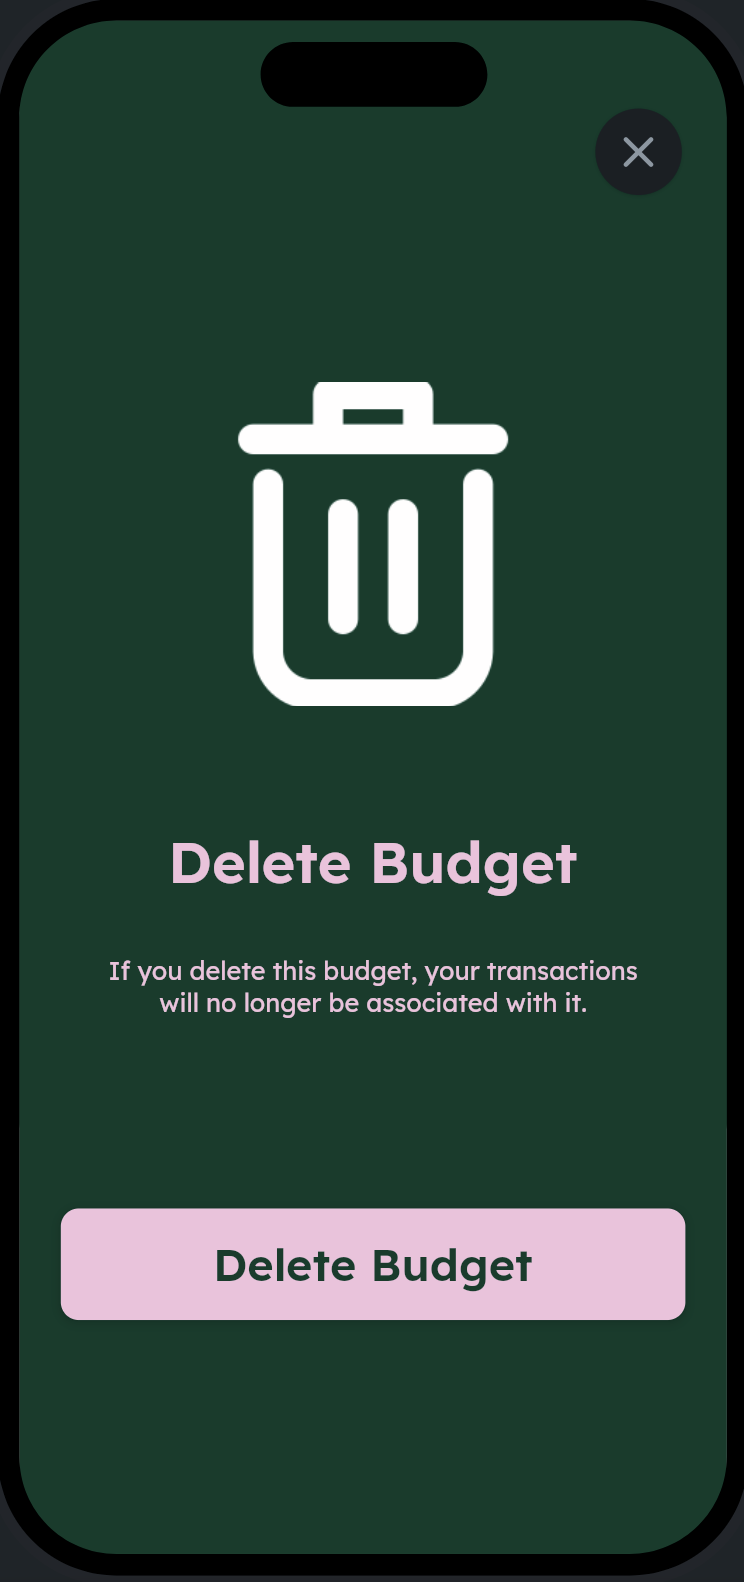 Delete Budget
If you delete this budget, your transactions
will no longer be associated with it.
Delete Budget